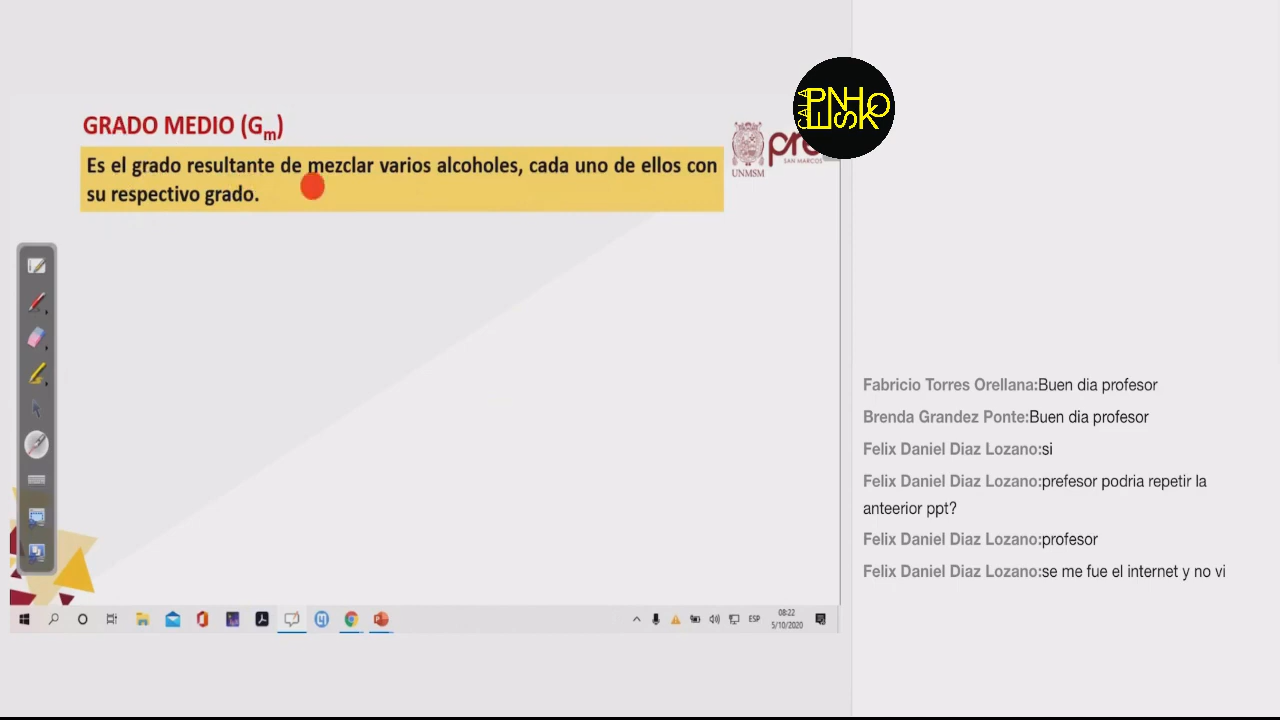 GRADO MEDIO (Gm)
Es el grado resultante de mezclar varios alcoholes, cada uno de ellos con
su respectivo grado.
UNMSM
pre
SAN MARCOS
CALA
PENHOLESK
Fabricio Torres Orellana:Buen dia profesor
Brenda Grandez Ponte:Buen dia profesor
Felix Daniel Diaz Lozano:si
Felix Daniel Diaz Lozano:prefesor podria repetir la
anteerior ppt?
Felix Daniel Diaz Lozano:profesor
Felix Daniel Diaz Lozano:se me fue el internet y no vi
ESP
08:22
5/10/2020